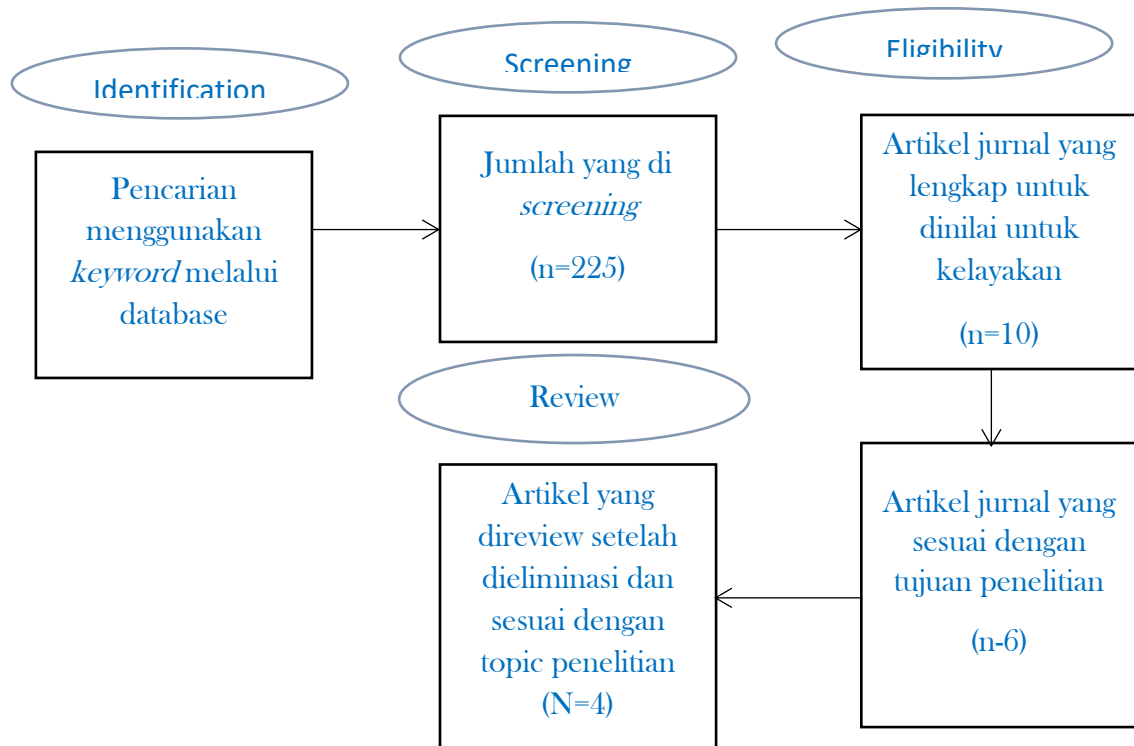 Identification
Pencarian
menggunakan
keyword melalui
database
Screening
Jumlah yang di
screening
(n=225)
Eligibility
Artikel jurnal yang
lengkap untuk
dinilai untuk
kelayakan
(n=10)
Artikel jurnal yang
sesuai dengan
tujuan penelitian
(n-6)
Review
Artikel yang
direview setelah
dieliminasi dan
sesuai dengan
topic penelitian
(N=4)